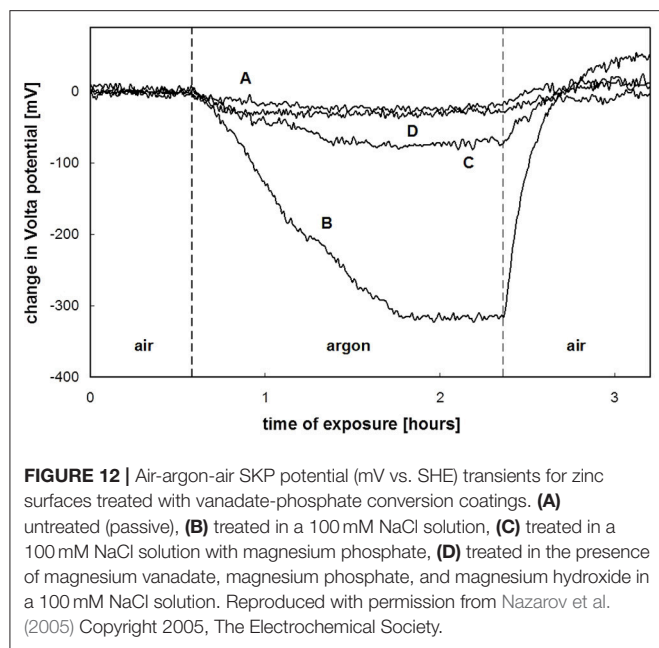 change in Volta potential [mV]
0
-100
-200
-300
-400
A
D
C
B
air
argon
air
0
1
2
3
time of exposure [hours]
FIGURE 12 | Air-argon-air SKP potential (mV vs. SHE) transients for zinc
surfaces treated with vanadate-phosphate conversion coatings. (A)
untreated (passive), (B) treated in a 100 mM NaCl solution, (C) treated in a
100 mM NaCl solution with magnesium phosphate, (D) treated in the presence
of magnesium vanadate, magnesium phosphate, and magnesium hydroxide in
a 100 mM NaCl solution. Reproduced with permission from Nazarov et al.
(2005) Copyright 2005, The Electrochemical Society.